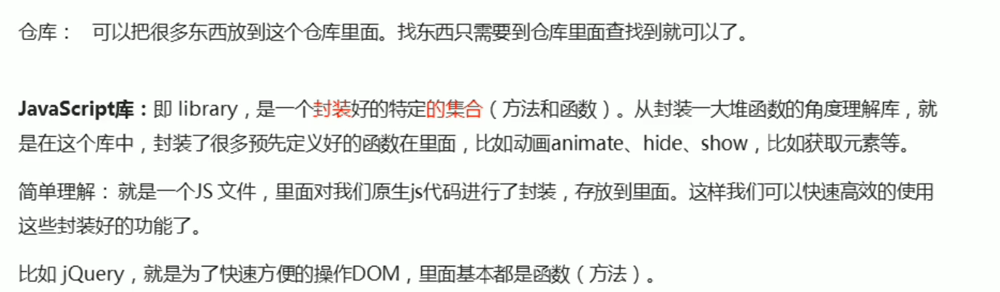 仓库： 可以把很多东西放到这个仓库里面。找东西只需要到仓库里面查找到就可以了。
JavaScript库：即 library，是一个封装好的特定的集合（方法和函数）。从封装一大堆函数的角度理解库，就
是在这个库中，封装了很多预先定义好的函数在里面，比如动画animate、hide、show，比如获取元素等。
简单理解： 就是一个JS 文件，里面对我们原生js代码进行了封装，存放到里面。这样我们可以快速高效的使用
这些封装好的功能了。
比如 jQuery，就是为了快速方便的操作DOM，里面基本都是函数（方法）。